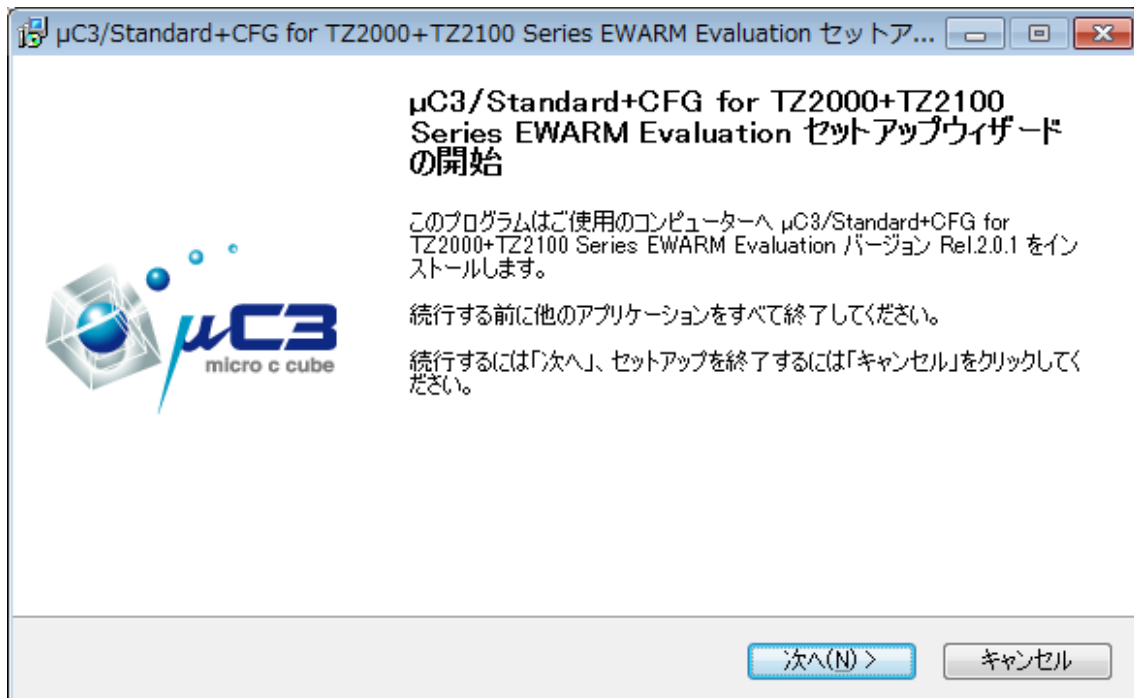 µC3/Standard+CFG for TZ2000+TZ2100 Series EWARM Evaluation セットア...
µC3/Standard+CFG for TZ2000+TZ2100
Series EWARM Evaluation セットアップウィザード
の開始
このプログラムはご使用のコンピューターへ µC3/Standard+CFG for
TZ2000+TZ2100 Series EWARM Evaluation バージョン Rel.2.0.1 をイン
ストールします。
続行する前に他のアプリケーションをすべて終了してください。
続行するには「次へ」、セットアップを終了するには「キャンセル」をクリックしてく
ださい。
µC3
micro c cube
次へ(N) >
キャンセル